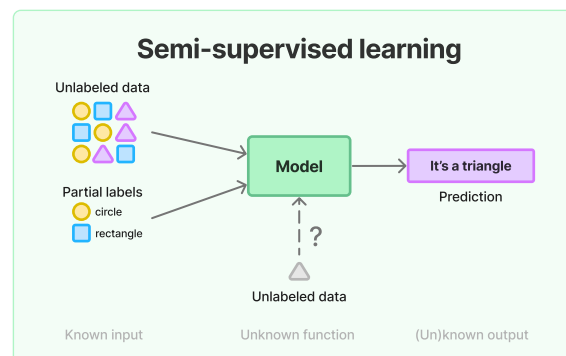 Semi-supervised learning
Unlabeled data
Partial labels
circle
rectangle
Model
?
Unlabeled data
It's a triangle
Prediction
Known input
Unknown function
(Un)known output